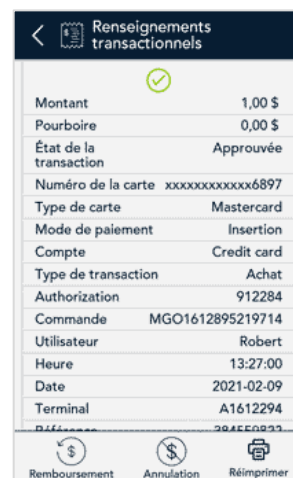 Renseignements
transactionnels
Montant 1,00 $
Pourboire 0,00 $
État de la Approuvée
transaction
Numéro de la carte xxxxxxxxxxxx6897
Type de carte Mastercard
Mode de paiement Insertion
Compte Credit card
Type de transaction Achat
Authorization 912284
Commande MGO1612895219714
Utilisateur Robert
Heure 13:27:00
Date 2021-02-09
Terminal A1612294
Remboursement Annulation Réimprimer